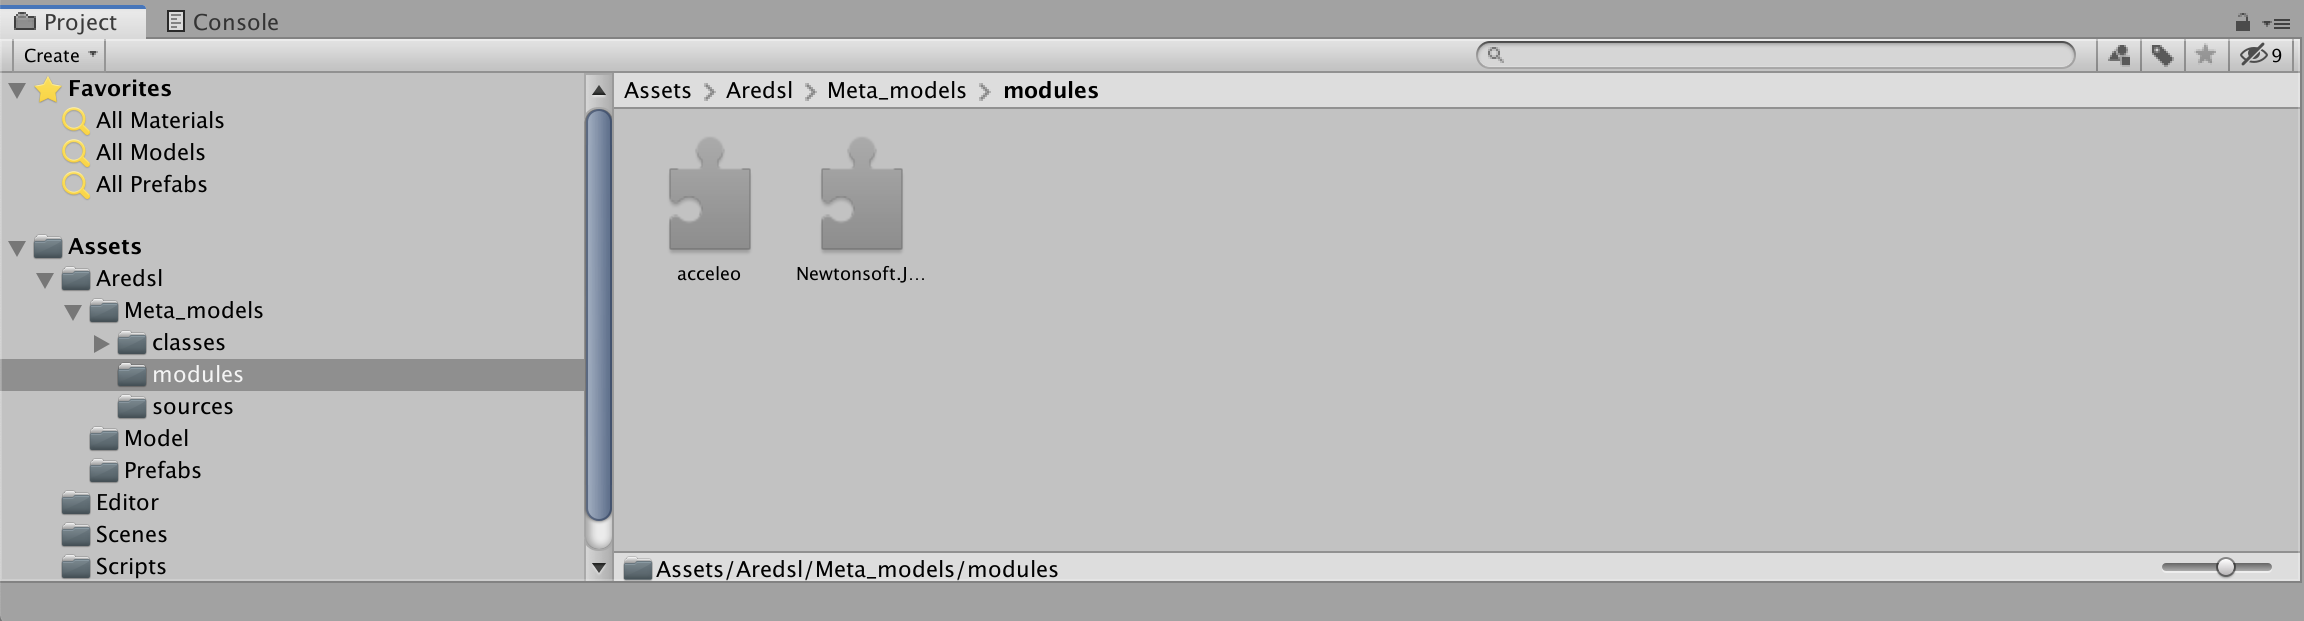 Project Console
Create
9
Favorites
All Materials
All Models
All Prefabs
Assets
Aredsl
Meta_models
classes
modules
sources
Model
Prefabs
Editor
Scenes
Scripts
Assets Aredsl Meta_models modules
acceleo Newtonsoft.J...
Assets/Aredsl/Meta_models/modules